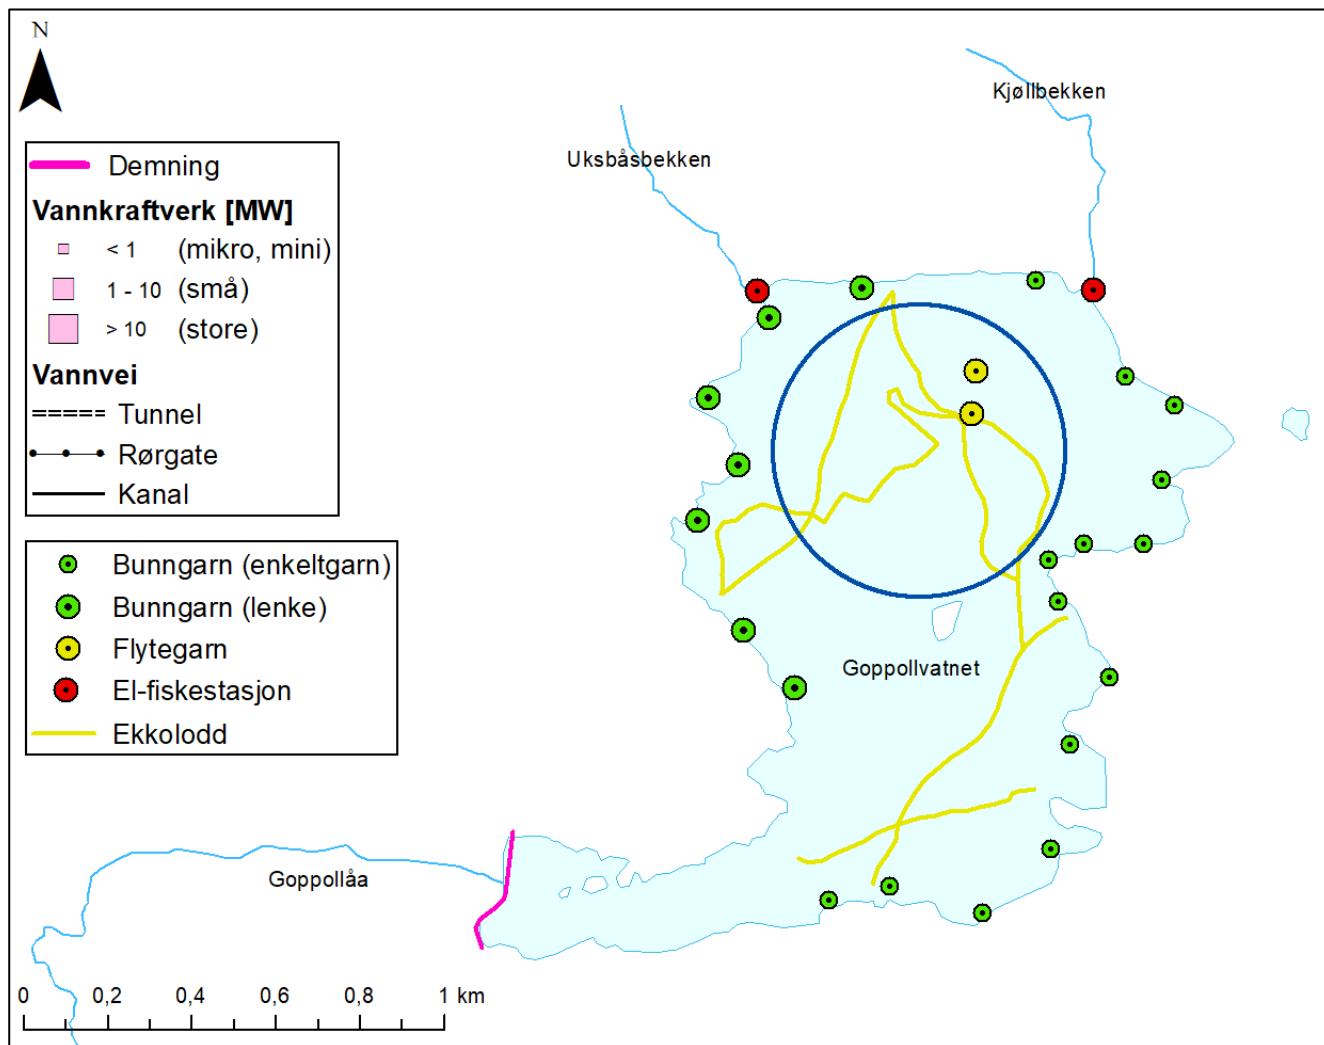 N
Kjøllbekken
Uksbåsbekken
Demning
Vannkraftverk [MW]
< 1 (mikro, mini)
1 - 10 (små)
> 10 (store)
Vannvei
Tunnel
Rørgate
Kanal
Bunngarn (enkeltgarn)
Bunngarn (lenke)
Flytegarn
El-fiskestasjon
Ekkolodd
Goppollvatnet
Goppollåa
0 0,2 0,4 0,6 0,8 1 km